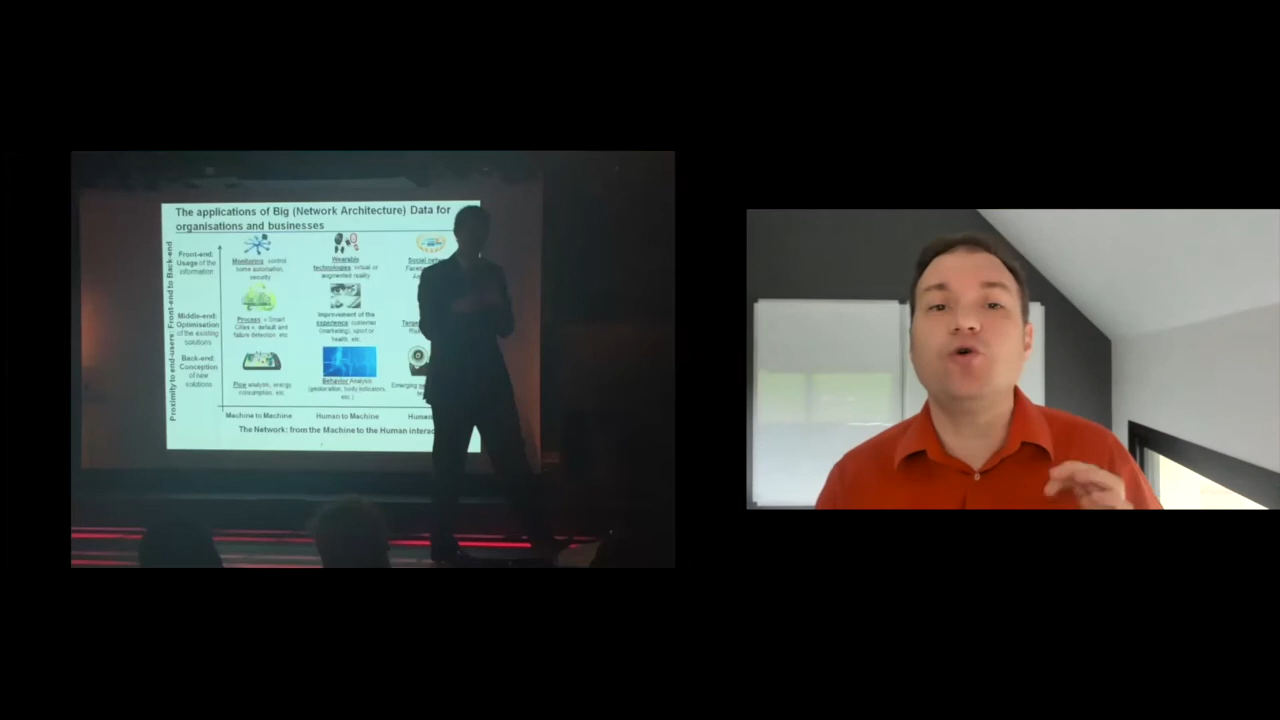 The applications of Big (Network Architecture) Data for
organisations and businesses
Proximity to end-users: Front-end to Back-end
Front-end:
Usage of the
information
Monitoring: control
home automation,
security
Wearable
technologies: virtual or
augmented reality
Social
Middle-end:
Optimisation
of the existing
solutions
Process: « Smart
Cities », default and
failure detection, etc
Improvement of the
experience: customer
(marketing), sport or
health, etc.
Back-end:
Conception
of new
solutions
Flow analysis, energy
consumption, etc.
Behavior Analysis
(geolocation, body indicators,
etc.)
Emerging
Machine to Machine
Human to Machine
Human
The Network: from the Machine to the Human